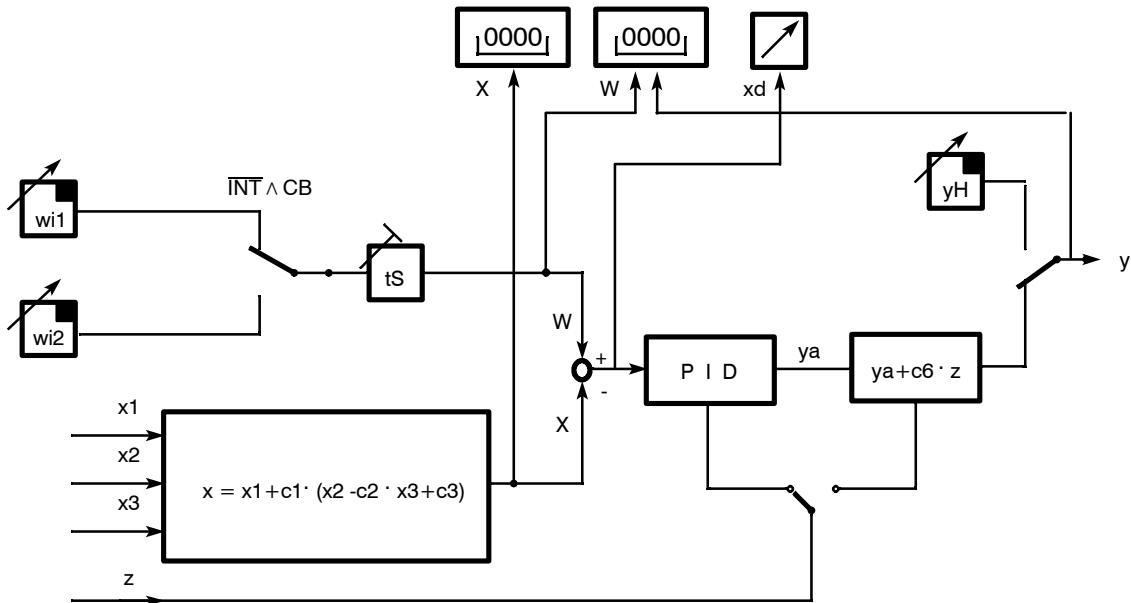 0000
0000
X
W
xd
I̅N̅T̅ ∧ CB
wi1
yH
tS
y
wi2
W
+
-
P I D
ya
ya+c6 · z
X
x1
x2
x3
x = x1+c1 · (x2 -c2 · x3+c3)
z